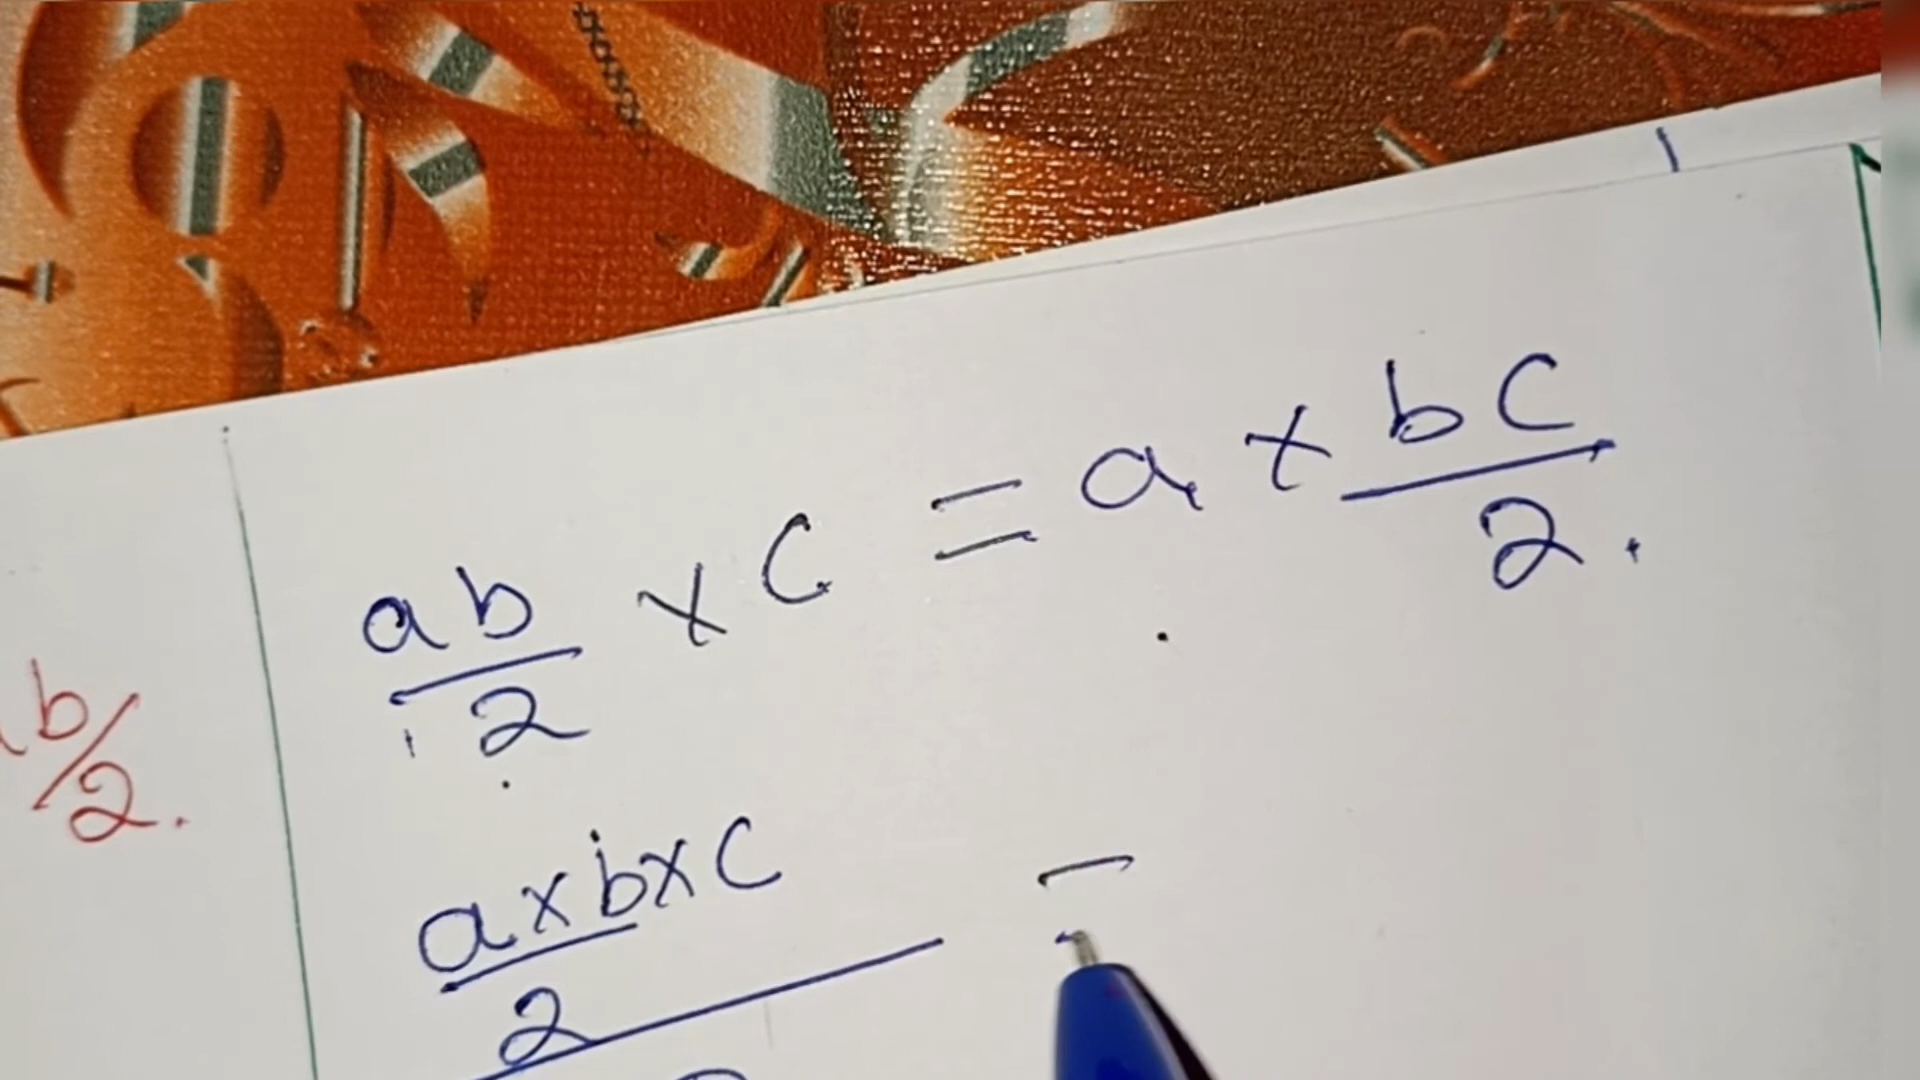 ab/2 × c = a × bc/2.
b/2.
a×b×c/2 =